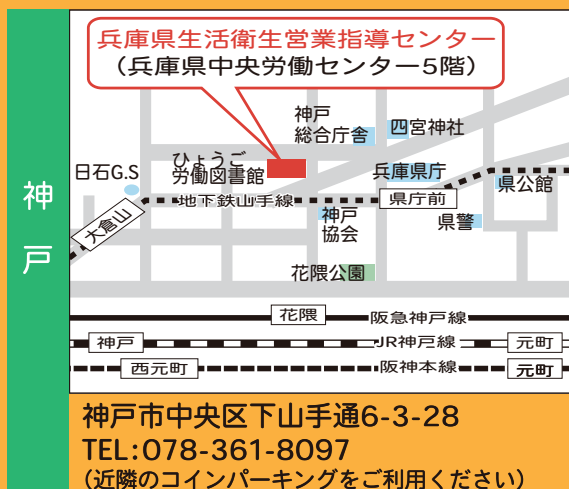 兵庫県生活衛生営業指導センター
(兵庫県中央労働センター5階)
神戸
総合庁舎
四宮神社
日石G.S
ひょうご
労働図書館
兵庫県庁
県公館
地下鉄山手線
県庁前
大倉山
神戸
協会
県警
花隈公園
花隈
阪急神戸線
神戸
JR神戸線
元町
西元町
阪神本線
元町
神戸
神戸市中央区下山手通6-3-28
TEL:078-361-8097
(近隣のコインパーキングをご利用ください)